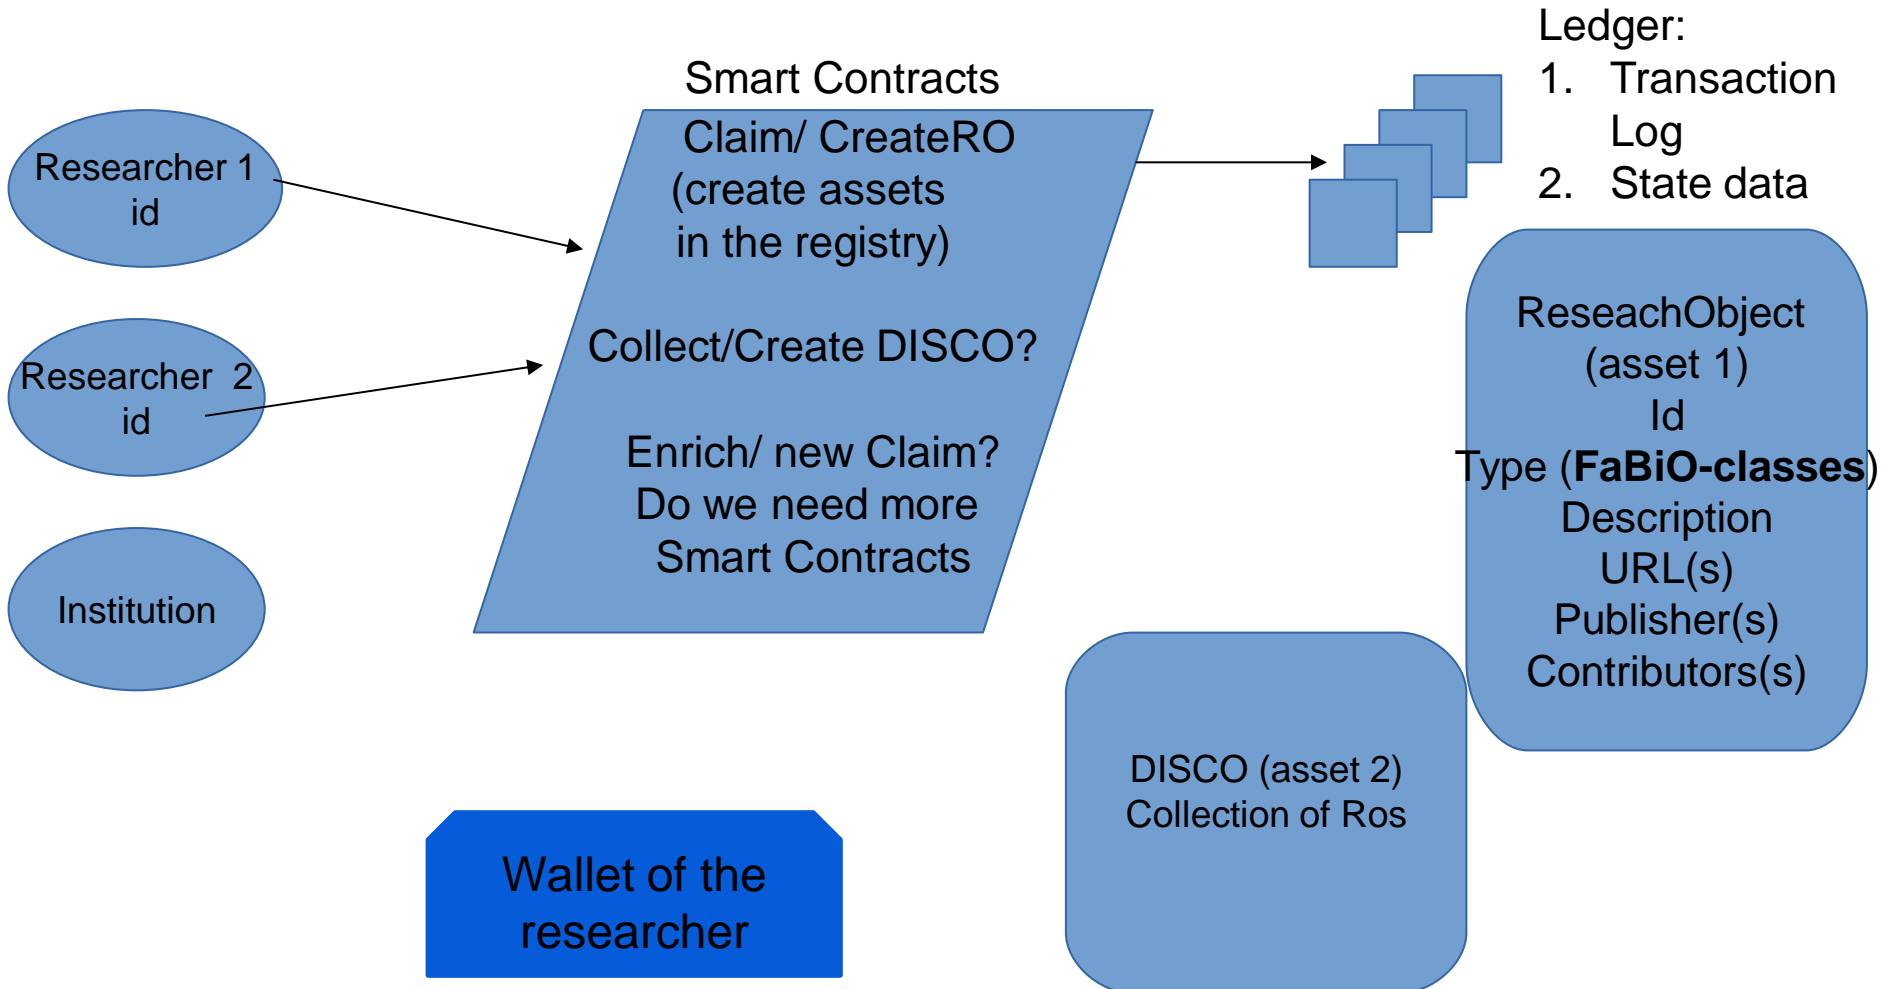 Smart Contracts
Researcher 1
id
Researcher  2
id
Institution
Claim/ CreateRO
(create assets
in the registry)
Collect/Create DISCO?
Enrich/ new Claim?
Do we need more
Smart Contracts
Ledger:
1. Transaction
Log
2. State data
ReseachObject
(asset 1)
Id
Type (FaBiO-classes)
Description
URL(s)
Publisher(s)
Contributors(s)
DISCO (asset 2)
Collection of Ros
Wallet of the
researcher